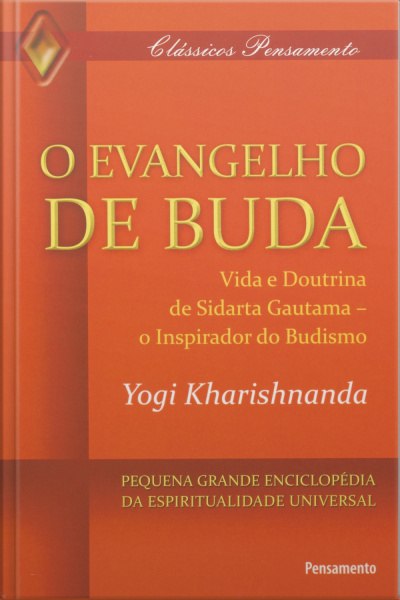 Clássicos Pensamento
O EVANGELHO
DE BUDA
Vida e Doutrina
de Sidarta Gautama –
o Inspirador do Budismo
Yogi Kharishnanda
PEQUENA GRANDE ENCICLOPÉDIA
DA ESPIRITUALIDADE UNIVERSAL
Pensamento